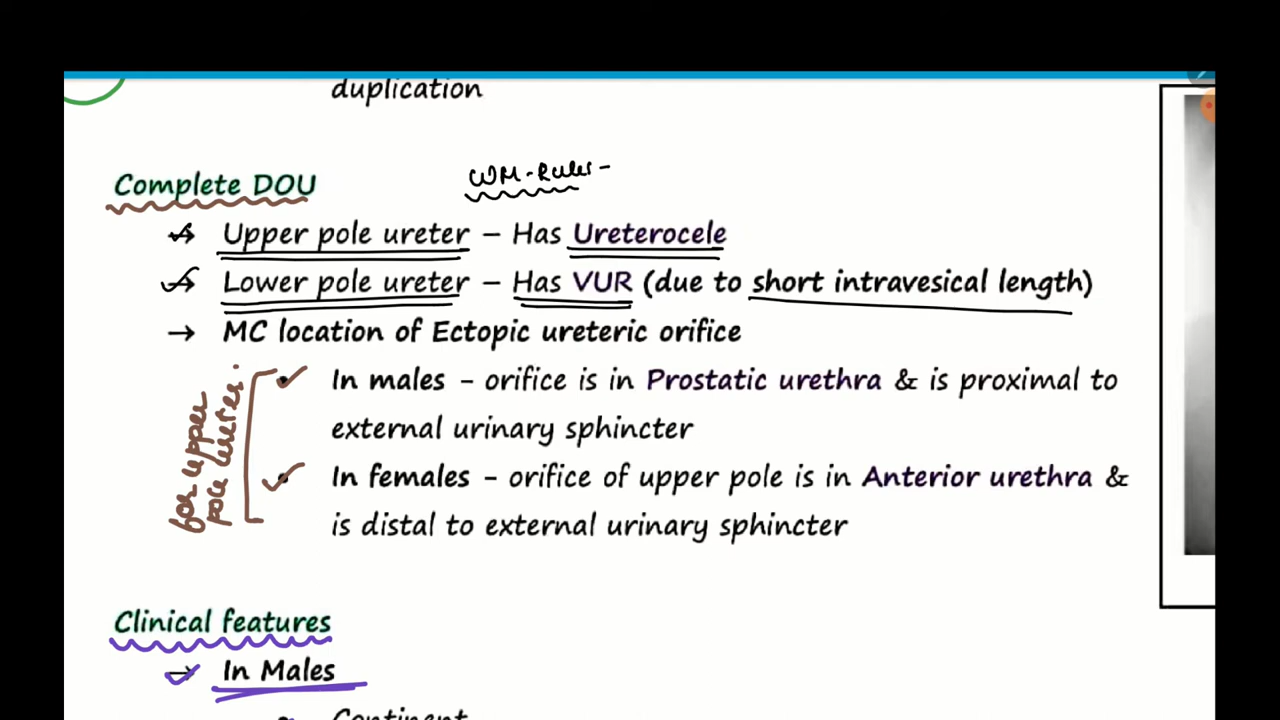 duplication
Complete DOU
WM-Rules-
Upper pole ureter – Has Ureterocele
Lower pole ureter – Has VUR (due to short intravesical length)
→ MC location of Ectopic ureteric orifice
for upper pole ureter.
In males – orifice is in Prostatic urethra & is proximal to
external urinary sphincter
In females – orifice of upper pole is in Anterior urethra &
is distal to external urinary sphincter
Clinical features
→ In Males
Continent